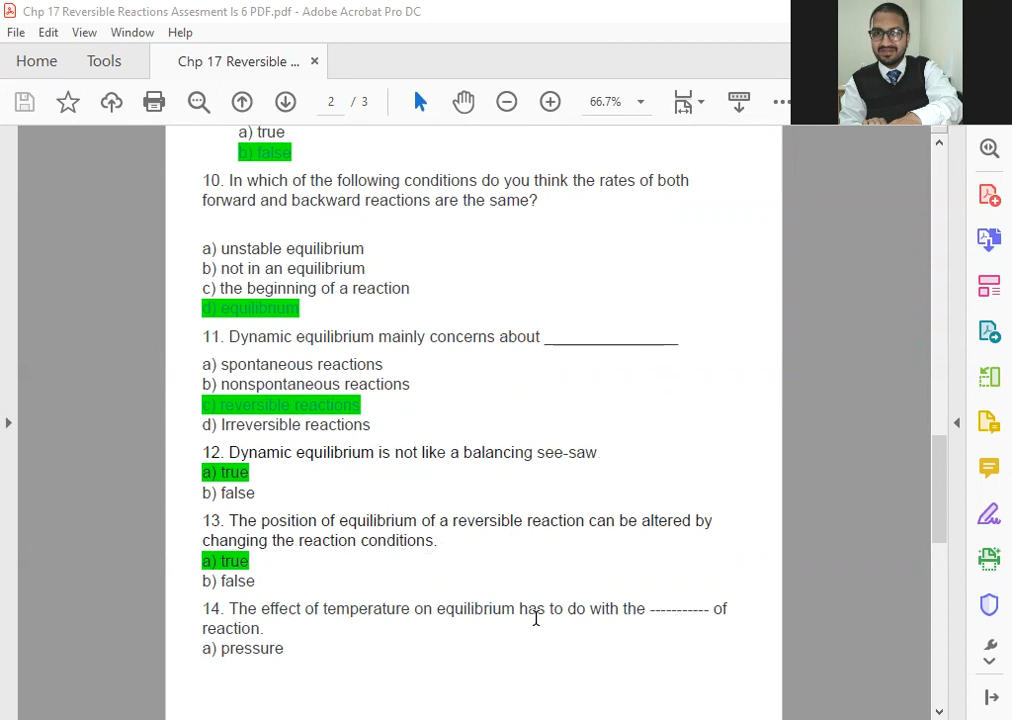 Chp 17 Reversible Reactions Assesment ls 6 PDF.pdf - Adobe Acrobat Pro DC
File Edit View Window Help
Home Tools Chp 17 Reversible ... ×
2 / 3 66.7%
a) true
b) false
10. In which of the following conditions do you think the rates of both
forward and backward reactions are the same?
a) unstable equilibrium
b) not in an equilibrium
c) the beginning of a reaction
d) equilibrium
11. Dynamic equilibrium mainly concerns about _______________
a) spontaneous reactions
b) nonspontaneous reactions
c) reversible reactions
d) Irreversible reactions
12. Dynamic equilibrium is not like a balancing see-saw.
a) true
b) false
13. The position of equilibrium of a reversible reaction can be altered by
changing the reaction conditions.
a) true
b) false
14. The effect of temperature on equilibrium has to do with the ----------- of
reaction.
a) pressure